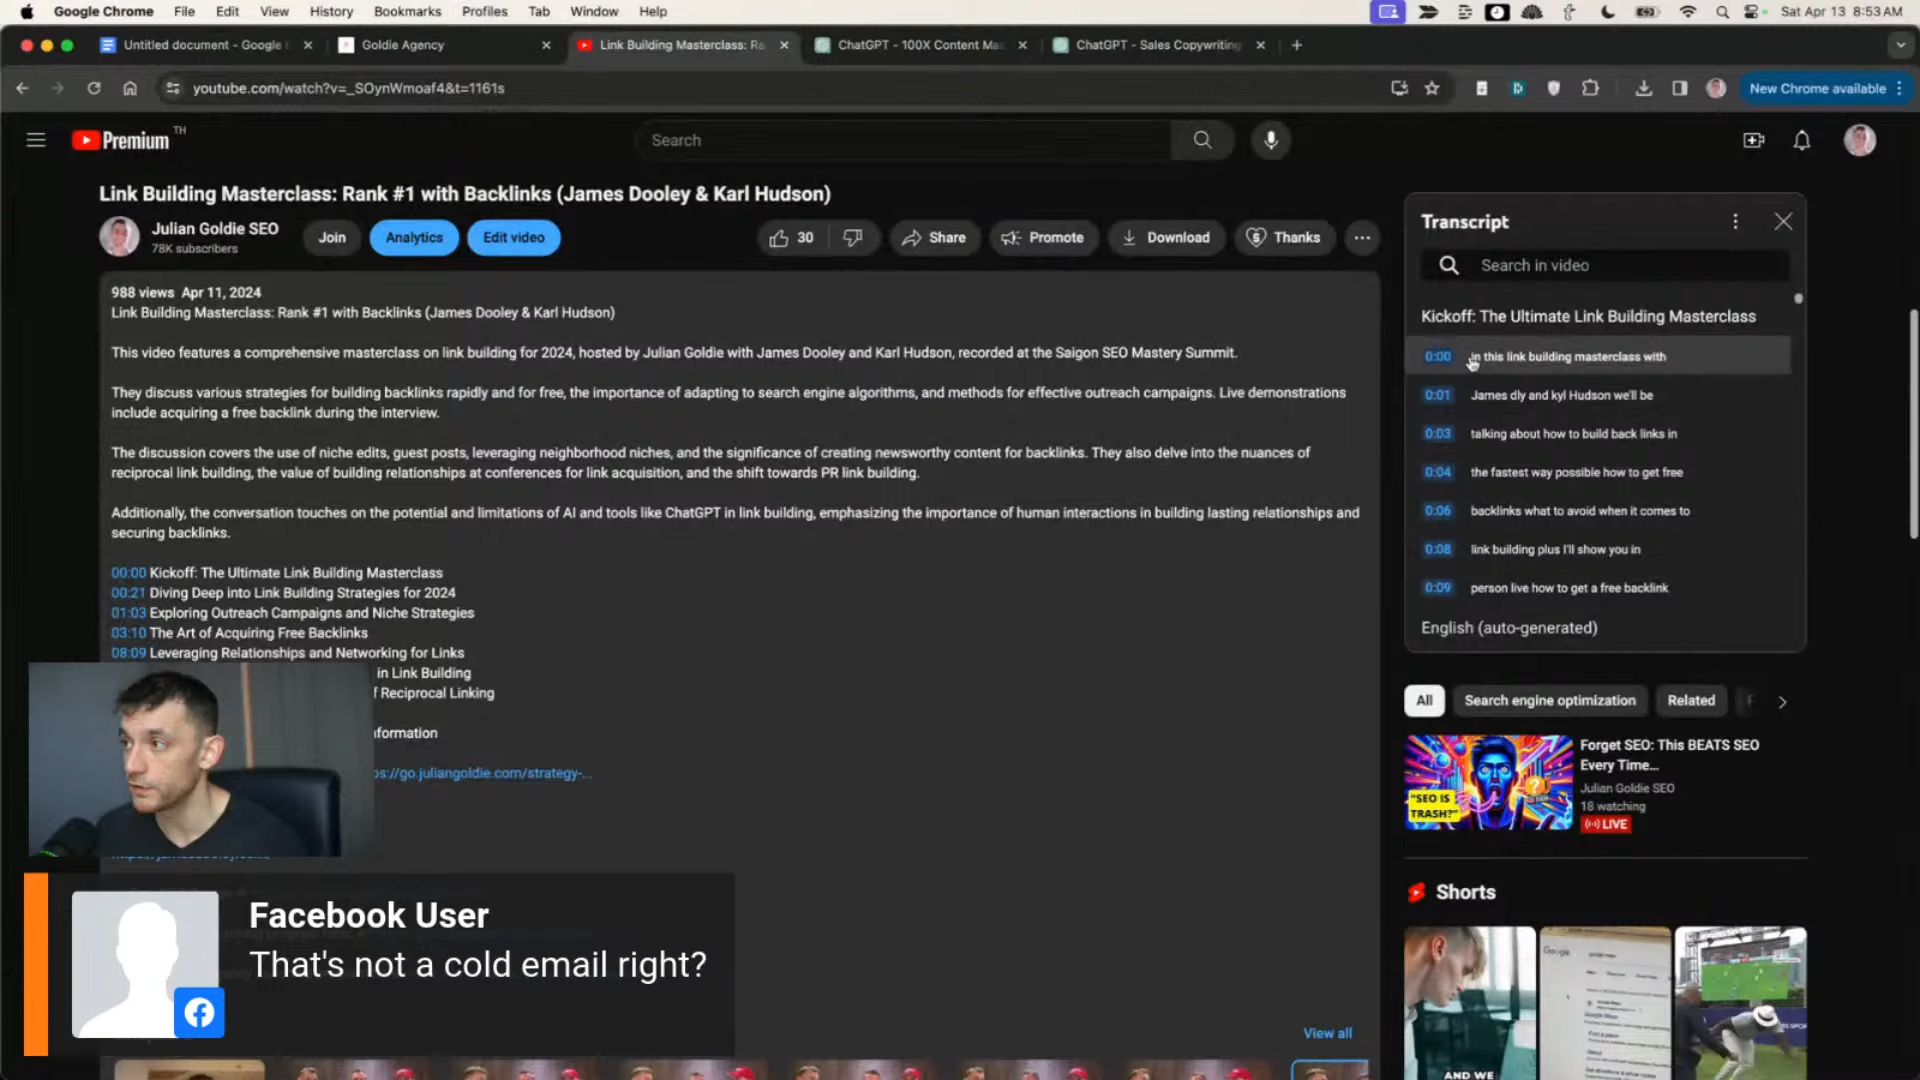 Google Chrome File Edit View History Bookmarks Profiles Tab Window Help Sat Apr 13 8:53 AM
Untitled document - Google Goldie Agency Link Building Masterclass: Ra ChatGPT - 100X Content Ma ChatGPT - Sales Copywriting
youtube.com/watch?v=_SOynWmoaf4&t=1161s New Chrome available
Premium TH Search
Link Building Masterclass: Rank #1 with Backlinks (James Dooley & Karl Hudson)
Julian Goldie SEO
78K subscribers
Join Analytics Edit video 30 Share Promote Download Thanks
988 views Apr 11, 2024
Link Building Masterclass: Rank #1 with Backlinks (James Dooley & Karl Hudson)
This video features a comprehensive masterclass on link building for 2024, hosted by Julian Goldie with James Dooley and Karl Hudson, recorded at the Saigon SEO Mastery Summit.
They discuss various strategies for building backlinks rapidly and for free, the importance of adapting to search engine algorithms, and methods for effective outreach campaigns. Live demonstrations
include acquiring a free backlink during the interview.
The discussion covers the use of niche edits, guest posts, leveraging neighborhood niches, and the significance of creating newsworthy content for backlinks. They also delve into the nuances of
reciprocal link building, the value of building relationships at conferences for link acquisition, and the shift towards PR link building.
Additionally, the conversation touches on the potential and limitations of AI and tools like ChatGPT in link building, emphasizing the importance of human interactions in building lasting relationships and
securing backlinks.
00:00 Kickoff: The Ultimate Link Building Masterclass
00:21 Diving Deep into Link Building Strategies for 2024
01:03 Exploring Outreach Campaigns and Niche Strategies
03:10 The Art of Acquiring Free Backlinks
08:09 Leveraging Relationships and Networking for Links
in Link Building
f Reciprocal Linking
formation
ps://go.juliangoldie.com/strategy-...
Facebook User
That's not a cold email right?
View all
Transcript
Search in video
Kickoff: The Ultimate Link Building Masterclass
0:00 in this link building masterclass with
0:01 James dly and kyl Hudson we'll be
0:03 talking about how to build back links in
0:04 the fastest way possible how to get free
0:06 backlinks what to avoid when it comes to
0:08 link building plus I'll show you in
0:09 person live how to get a free backlink
English (auto-generated)
All Search engine optimization Related
"SEO IS
TRASH?"
Forget SEO: This BEATS SEO
Every Time...
Julian Goldie SEO
18 watching
LIVE
Shorts
AND WE